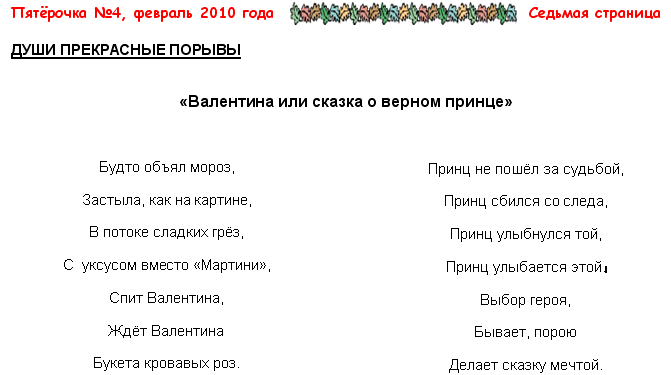 Пятёрочка №4, февраль 2010 года Седьмая страница
ДУШИ ПРЕКРАСНЫЕ ПОРЫВЫ
«Валентина или сказка о верном принце»
Будто объял мороз,
Застыла, как на картине,
В потоке сладких грёз,
С уксусом вместо «Мартини»,
Спит Валентина,
Ждёт Валентина
Букета кровавых роз.
Принц не пошёл за судьбой,
Принц сбился со следа,
Принц улыбнулся той,
Принц улыбается этой.
Выбор героя,
Бывает, порою
Делает сказку мечтой.